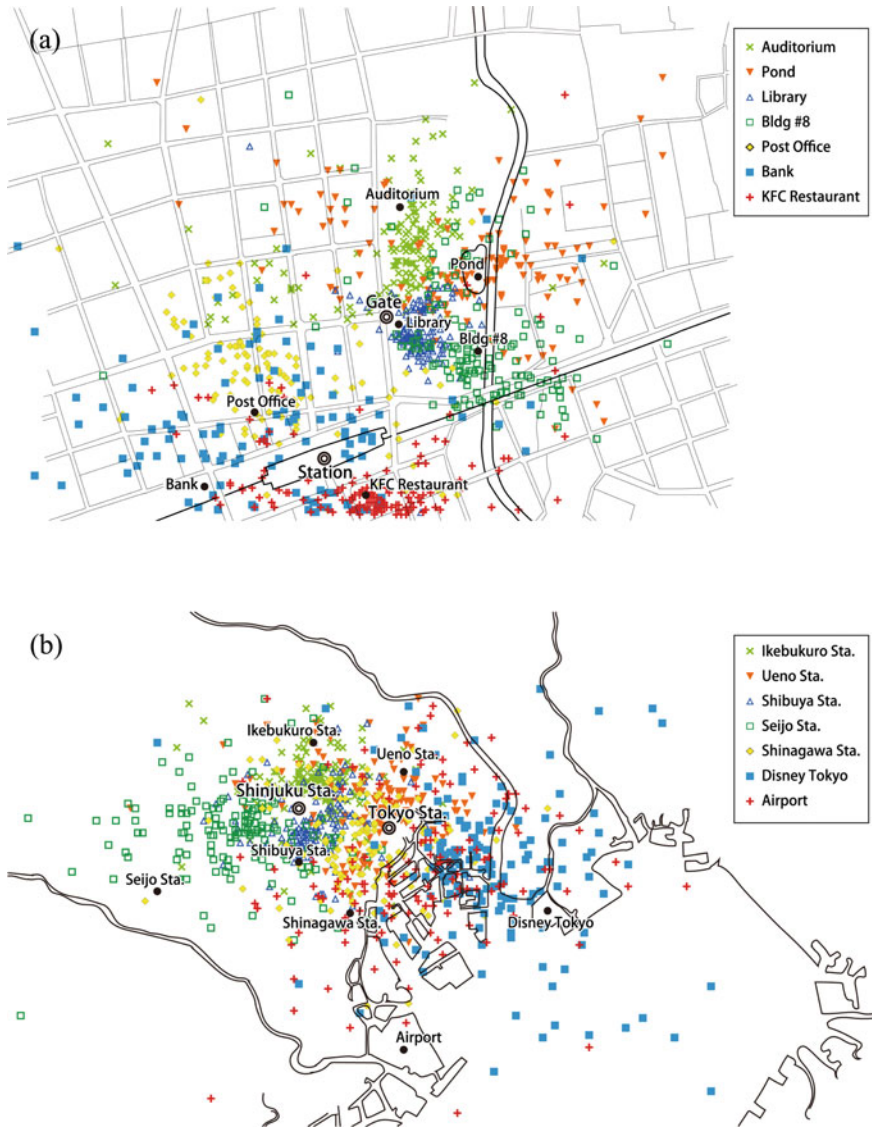 (a)
Auditorium
Pond
Library
Bldg #8
Post Office
Bank
KFC Restaurant
Auditorium
Pond
Gate
Library
Bldg #8
Post Office
Station
Bank
KFC Restaurant
(b)
Ikebukuro Sta.
Ueno Sta.
Shibuya Sta.
Seijo Sta.
Shinagawa Sta.
Disney Tokyo
Airport
Ikebukuro Sta.
Ueno Sta.
Shinjuku Sta.
Tokyo Sta.
Shibuya Sta.
Seijo Sta.
Shinagawa Sta.
Disney Tokyo
Airport